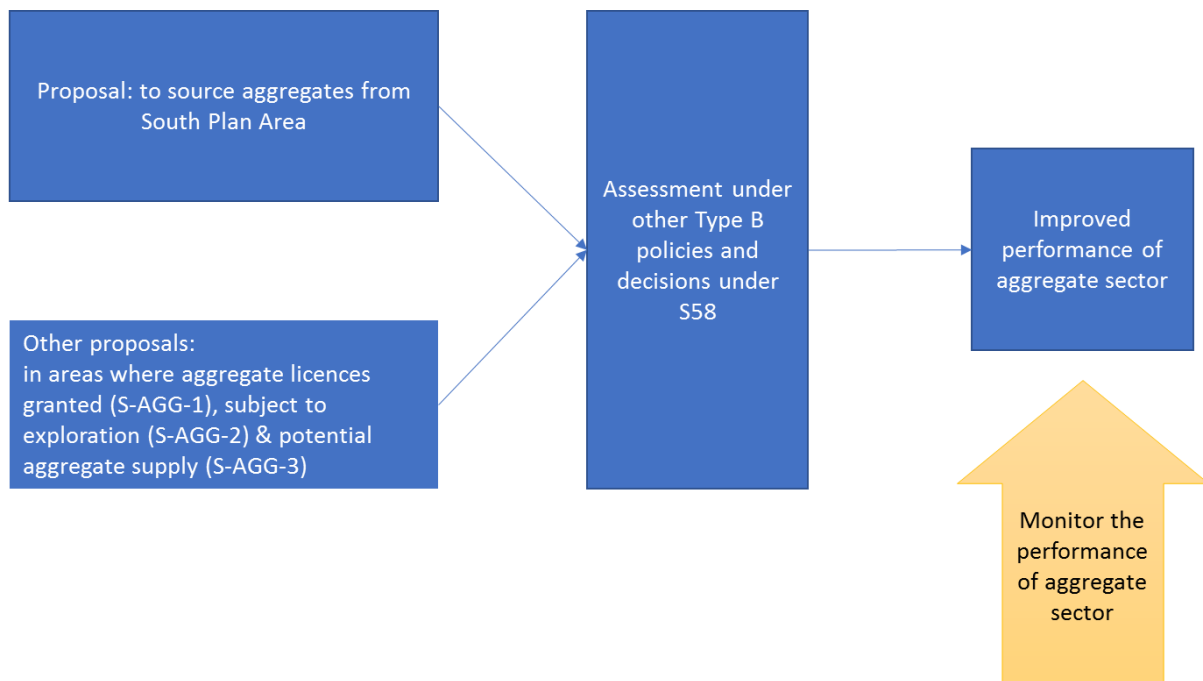 Proposal: to source aggregates from
South Plan Area
Other proposals:
in areas where aggregate licences
granted (S-AGG-1), subject to
exploration (S-AGG-2) & potential
aggregate supply (S-AGG-3)
Assessment under
other Type B
policies and
decisions under
S58
Improved
performance of
aggregate sector
Monitor the
performance
of aggregate
sector